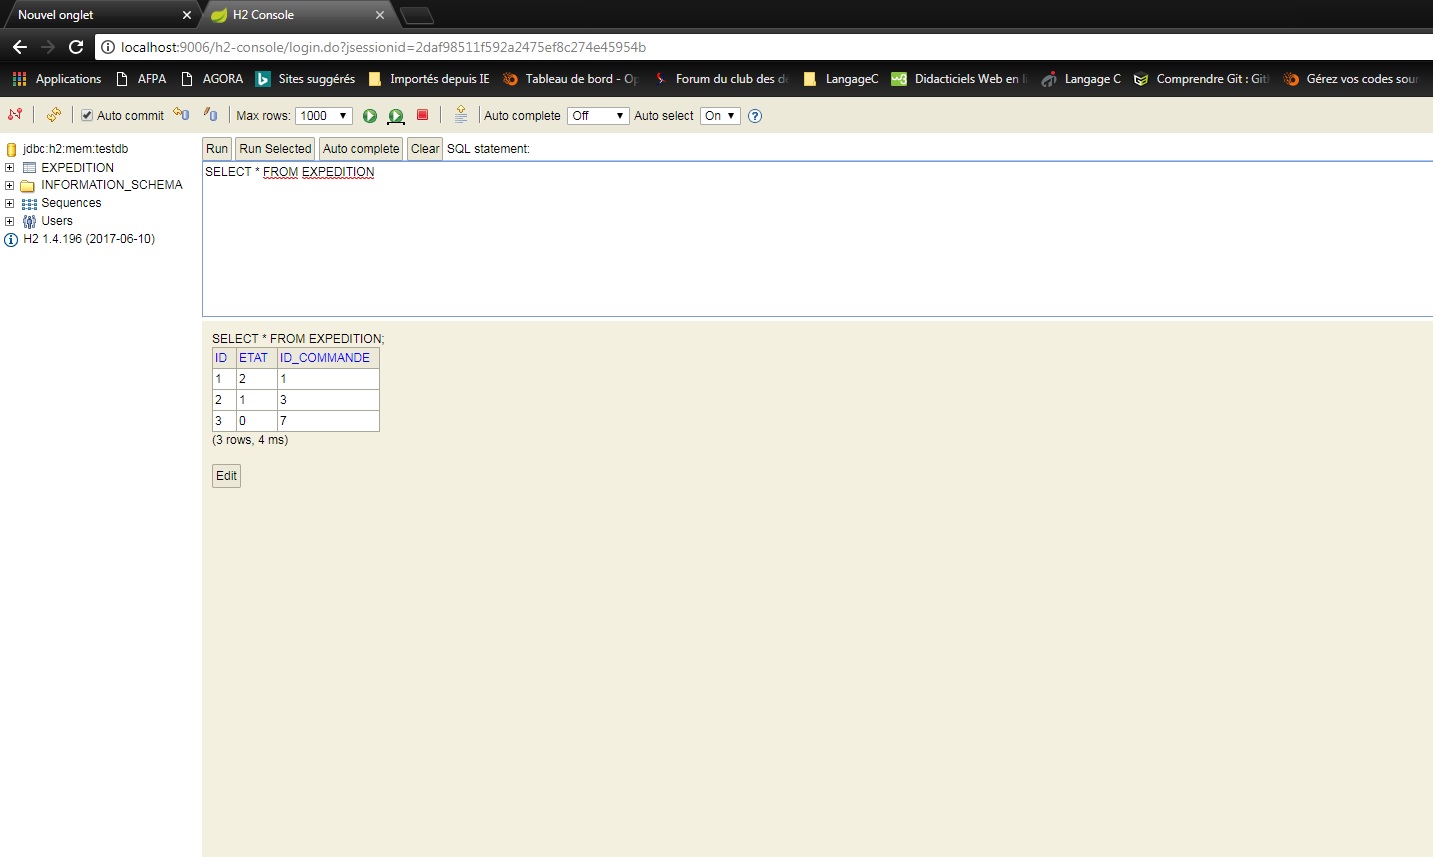 Nouvel onglet
H2 Console
localhost:9006/h2-console/login.do?jsessionid=2daf98511f592a2475ef8c274e45954b
Applications AFPA AGORA Sites suggérés Importés depuis IE Tableau de bord - Op Forum du club des dé LangageC Didacticiels Web en li Langage C Comprendre Git : Git Gérez vos codes sour
Auto commit Max rows: 1000 Auto complete Off Auto select On
jdbc:h2:mem:testdb
EXPEDITION
INFORMATION_SCHEMA
Sequences
Users
H2 1.4.196 (2017-06-10)
Run Run Selected Auto complete Clear SQL statement:
SELECT * FROM EXPEDITION
SELECT * FROM EXPEDITION;
ID ETAT ID_COMMANDE
1 2 1
2 1 3
3 0 7
(3 rows, 4 ms)
Edit